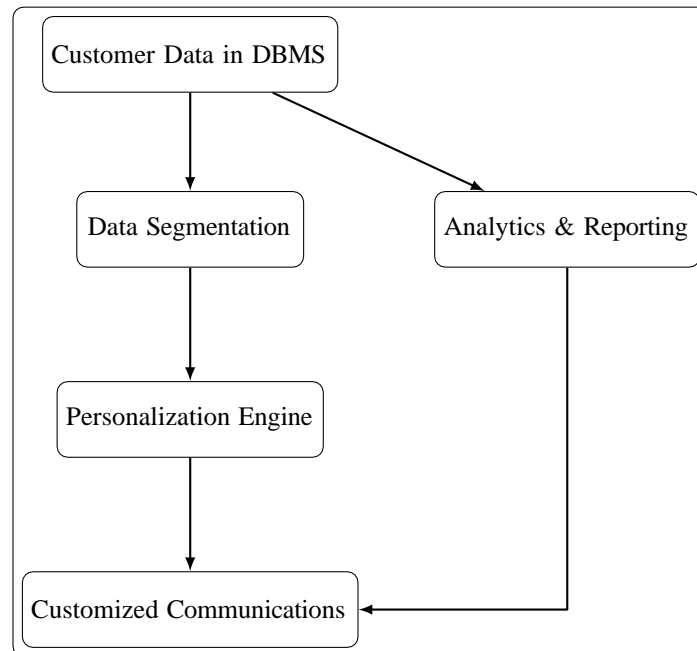 Customer Data in DBMS
Data Segmentation
Analytics & Reporting
Personalization Engine
Customized Communications